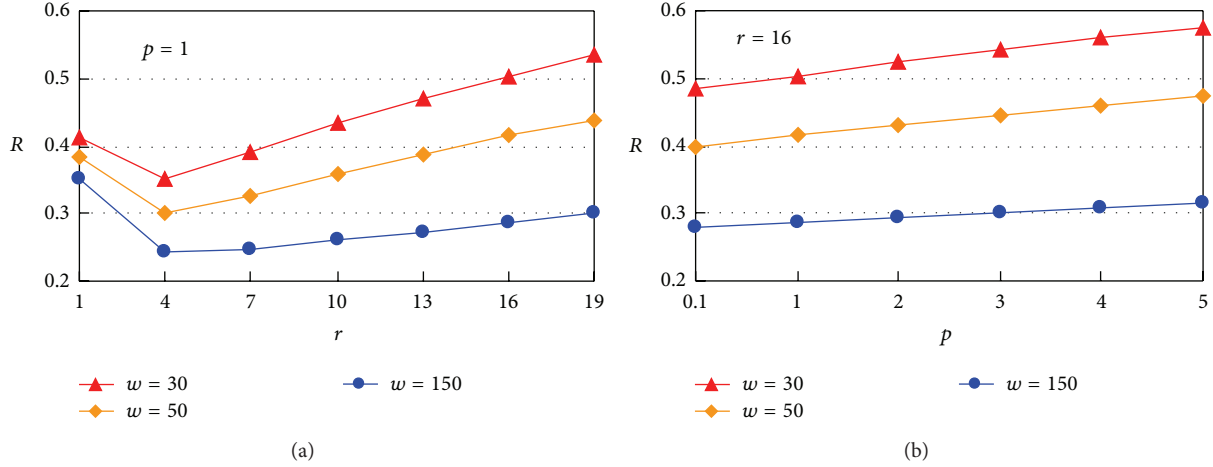 0.6
p = 1
0.5
R
0.4
0.3
0.2
1 4 7 10 13 16 19
r
w = 30
w = 50
w = 150
(a)
0.6
r = 16
0.5
R
0.4
0.3
0.2
0.1 1 2 3 4 5
p
w = 30
w = 50
w = 150
(b)